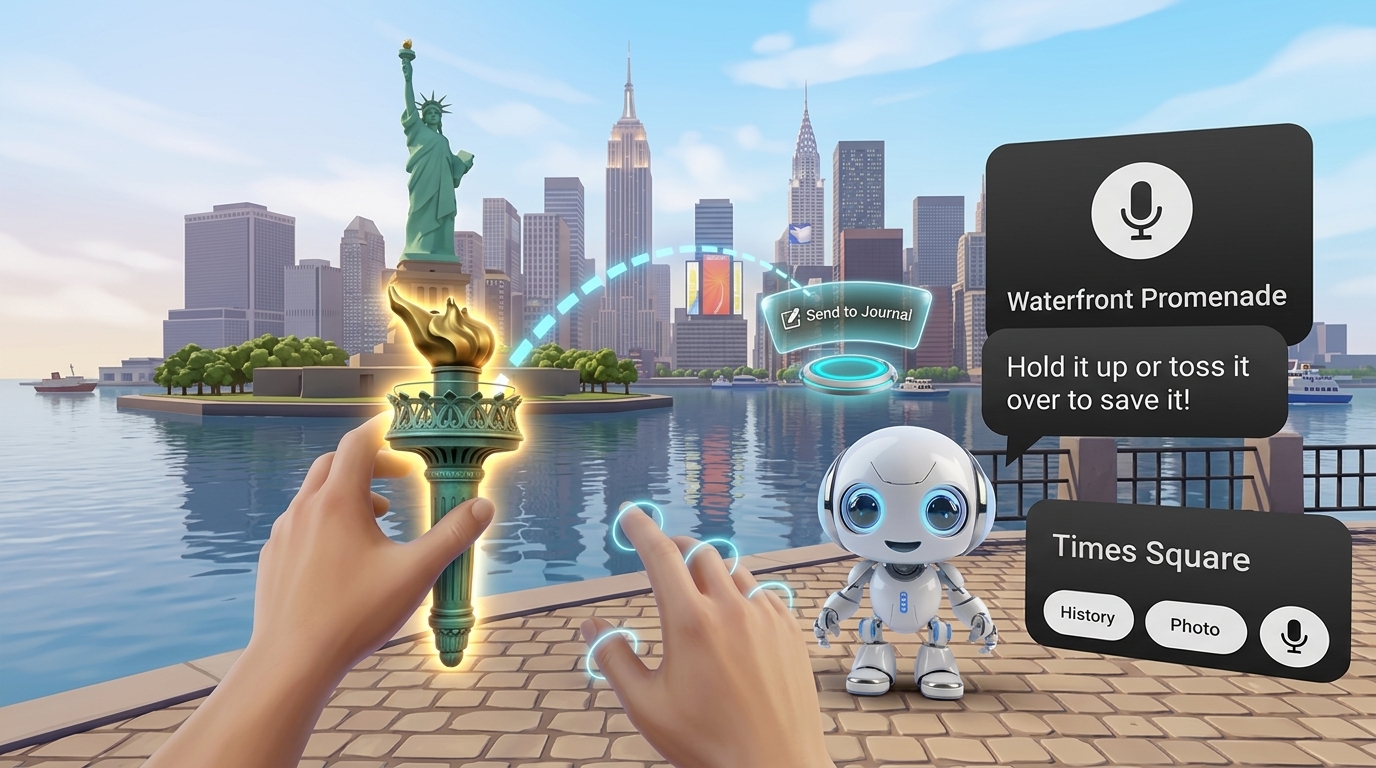 Send to Journal
Waterfront Promenade
Hold it up or toss it
over to save it!
Times Square
History
Photo